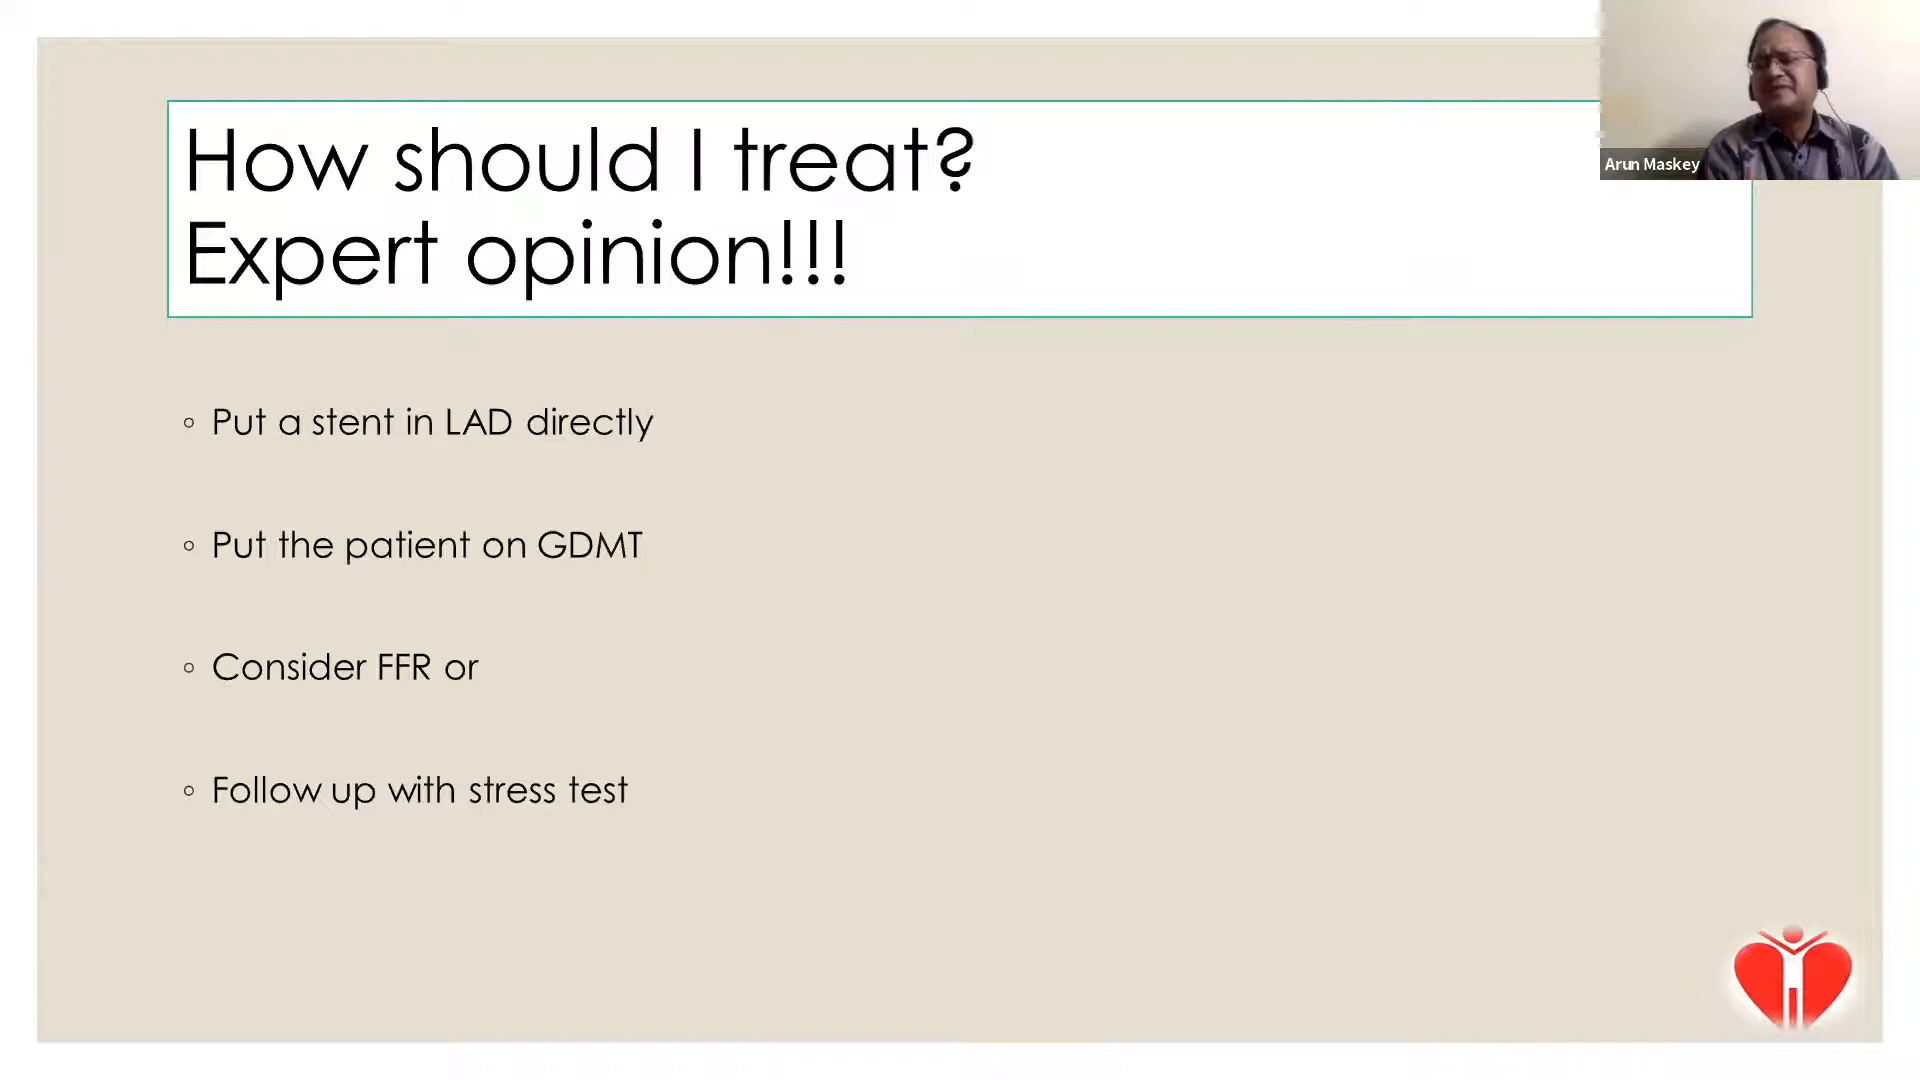 How should I treat?
Expert opinion!!!
◦ Put a stent in LAD directly
◦ Put the patient on GDMT
◦ Consider FFR or
◦ Follow up with stress test
Arun Maskey